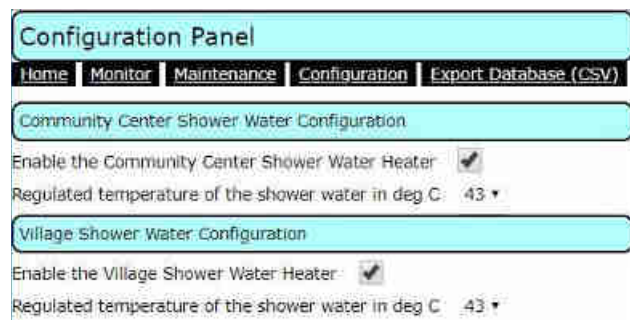 Configuration Panel
Home Monitor Maintenance Configuration Export Database (CSV)
Community Center Shower Water Configuration
Enable the Community Center Shower Water Heater
Regulated temperature of the shower water in deg C 43
Village Shower Water Configuration
Enable the Village Shower Water Heater
Regulated temperature of the shower water in deg C 43